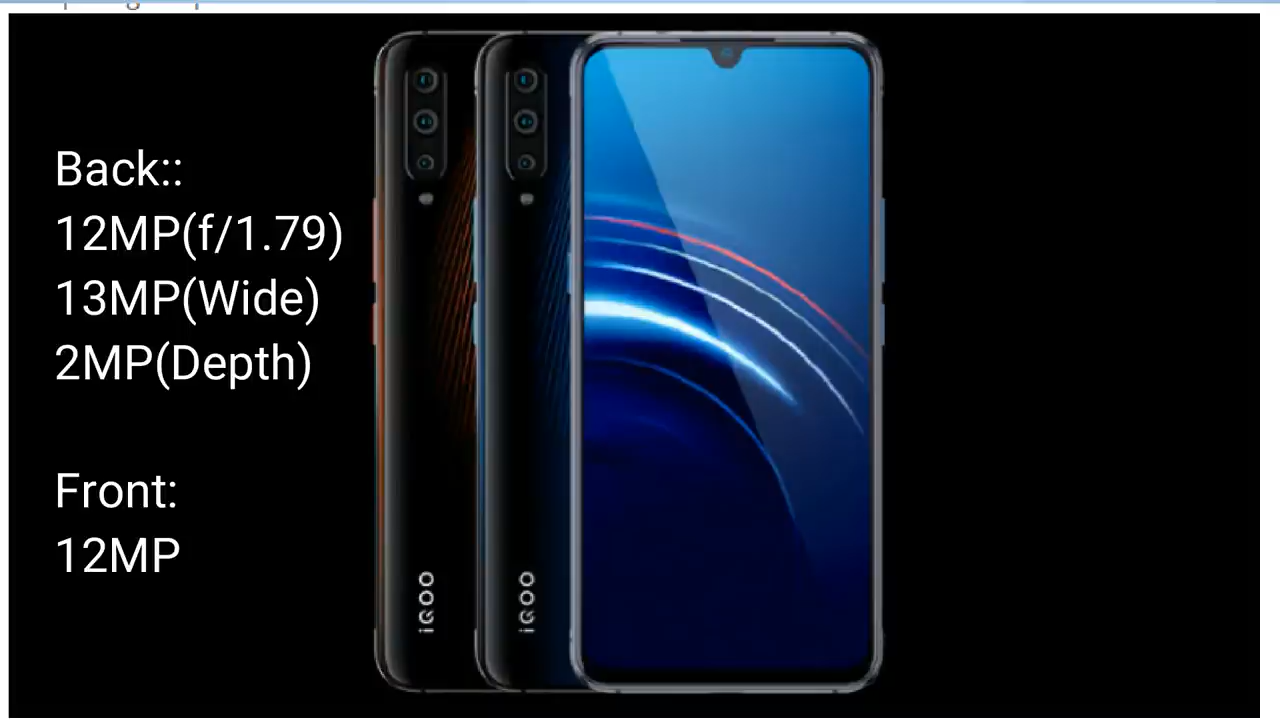 Back::
12MP(f/1.79)
13MP(Wide)
2MP(Depth)
Front:
12MP
iQOO
iQOO